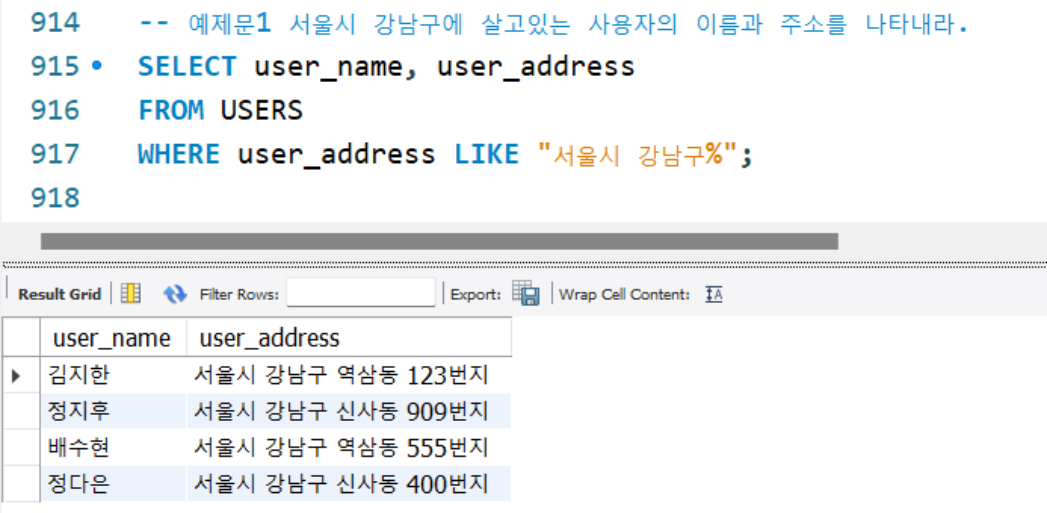 914 -- 예제문1 서울시 강남구에 살고있는 사용자의 이름과 주소를 나타내라.
915 SELECT user_name, user_address
916 FROM USERS
917 WHERE user_address LIKE "서울시 강남구%";
918
Result Grid Filter Rows: Export: Wrap Cell Content: IA
user_name user_address
김지한 서울시 강남구 역삼동 123번지
정지후 서울시 강남구 신사동 909번지
배수현 서울시 강남구 역삼동 555번지
정다은 서울시 강남구 신사동 400번지